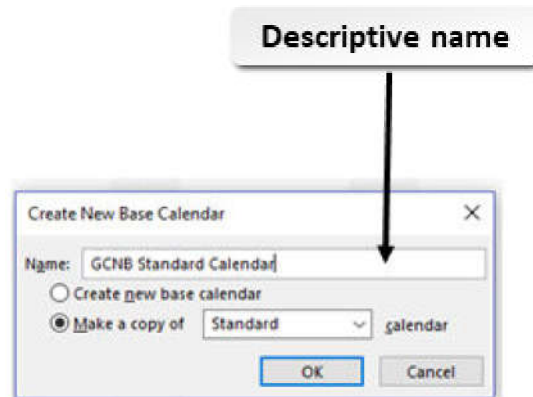 Descriptive name
Create New Base Calendar
Name: GCNB Standard Calendar
Create new base calendar
Make a copy of Standard calendar
OK Cancel